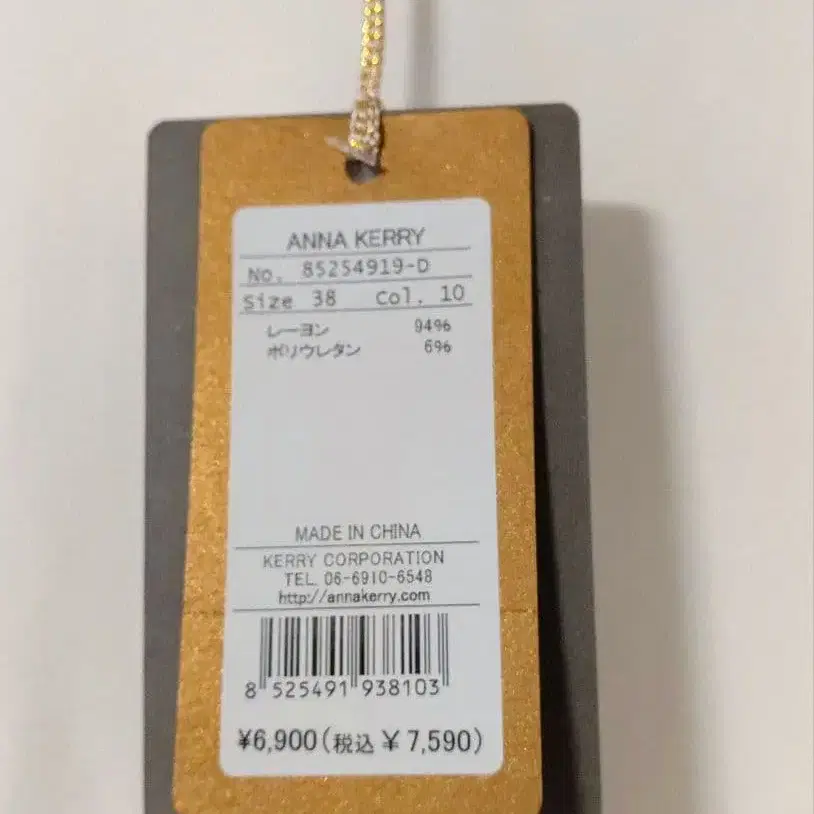 ANNA KERRY
No. 85254919-D
Size 38 Col. 10
レーヨン 94%
ポリウレタン 6%
MADE IN CHINA
KERRY CORPORATION
TEL. 06-6910-6548
http://annakerry.com
8 525491 938103
¥6,900(税込¥7,590)